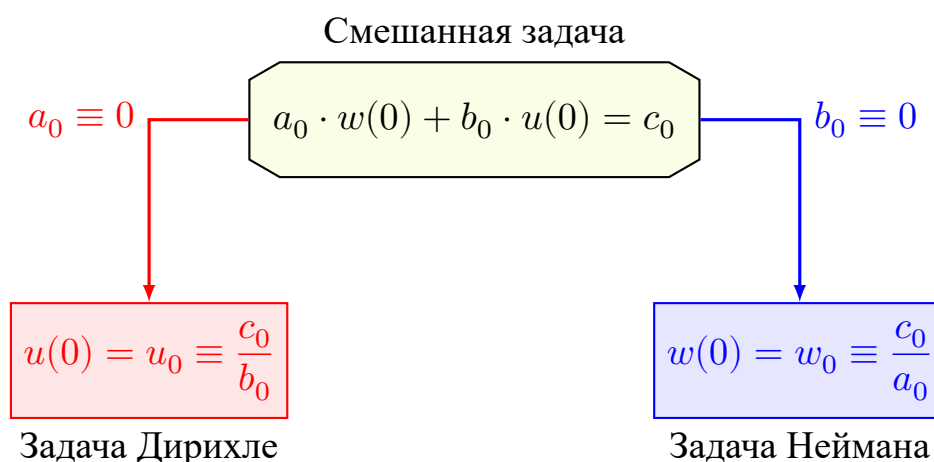 Смешанная задача
a₀ ≡ 0
a₀ · w(0) + b₀ · u(0) = c₀
b₀ ≡ 0
u(0) = u₀ ≡ c₀/b₀
w(0) = w₀ ≡ c₀/a₀
Задача Дирихле
Задача Неймана